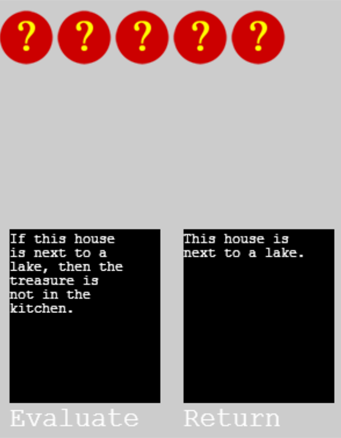 ? ? ? ? ?
If this house
is next to a
lake, then the
treasure is
not in the
kitchen.
This house is
next to a lake.
Evaluate Return